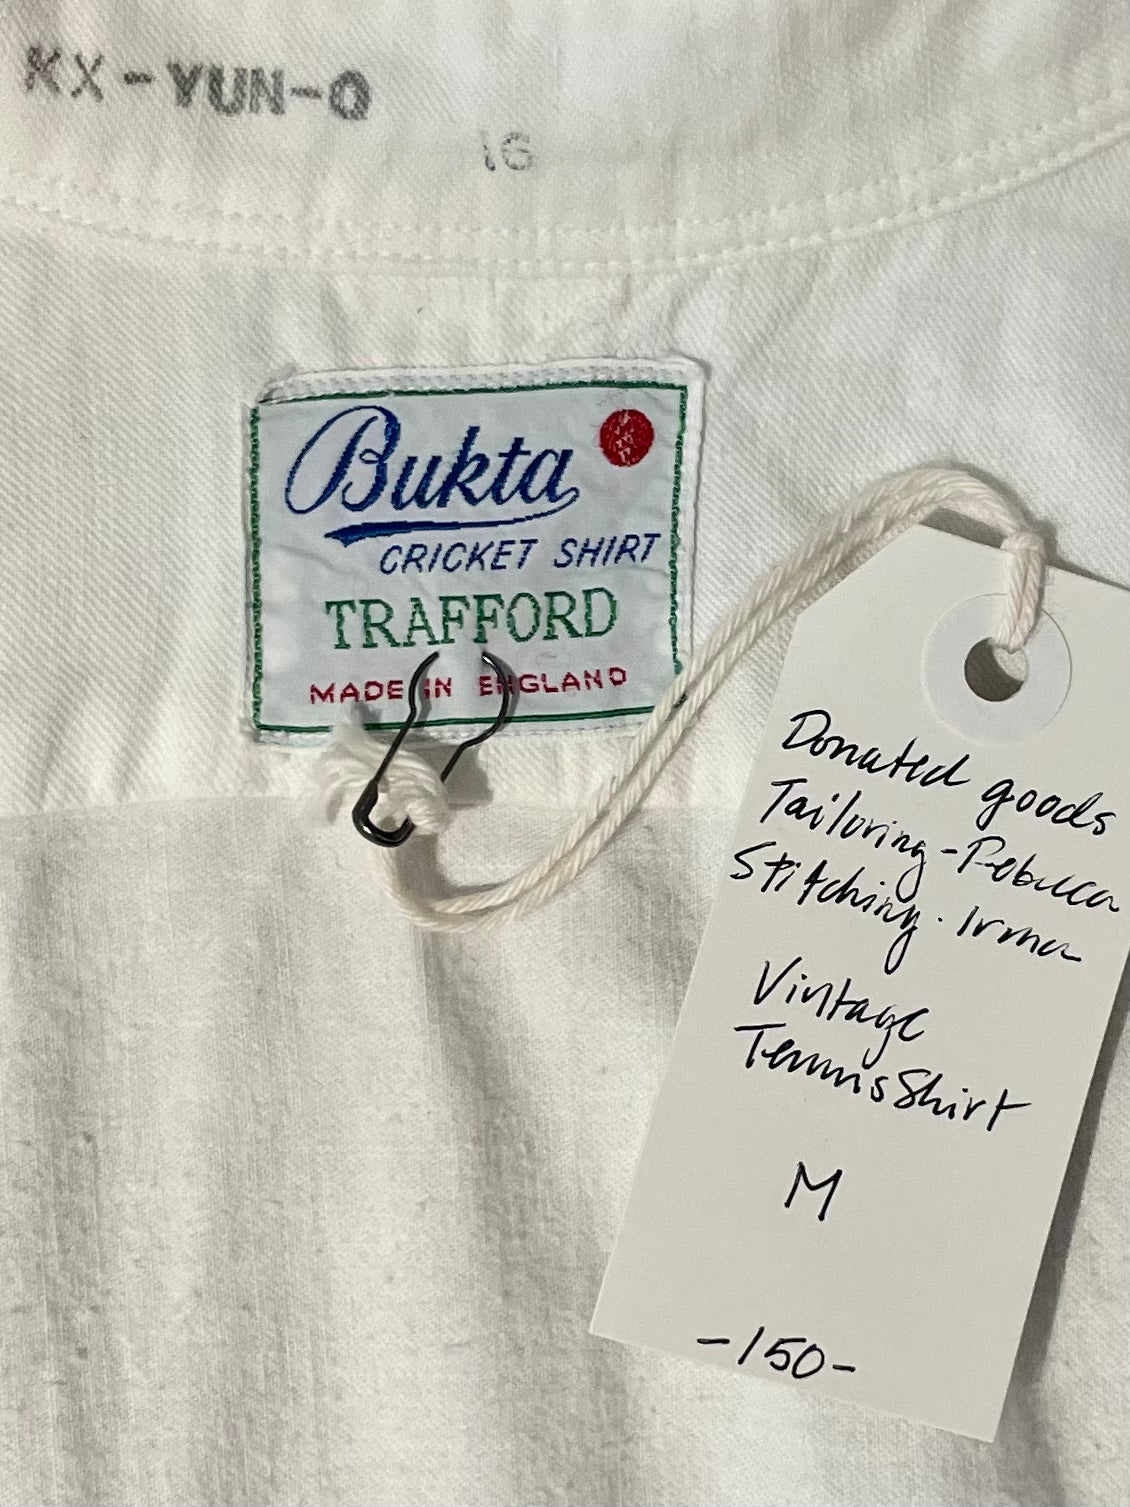 KX-YUN-O
16
Bukta
CRICKET SHIRT
TRAFFORD
MADE IN ENGLAND
Donated goods
Tailoring - Rebecca
Stitching. Irma
Vintage
Tennis Shirt
M
-150-